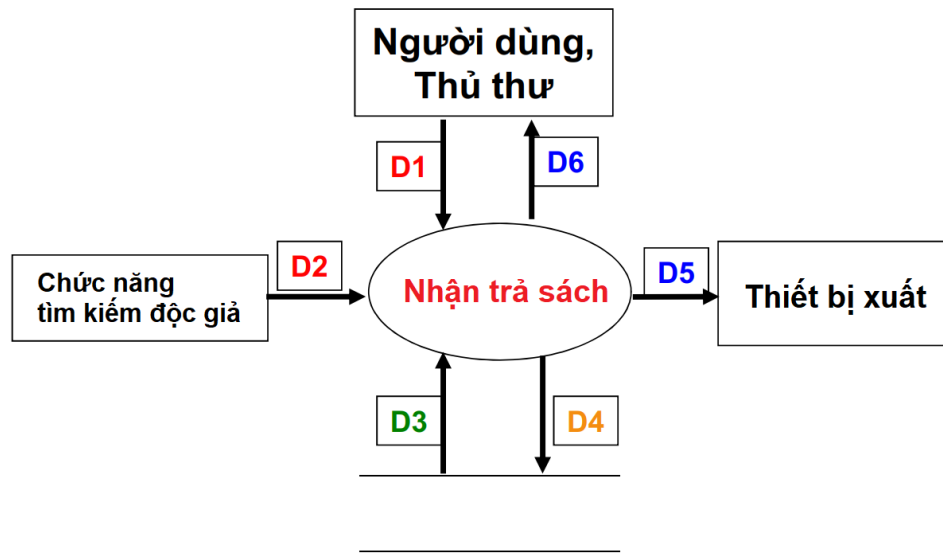 Người dùng,
Thủ thư
D1
D6
Chức năng
tìm kiếm độc giả
D2
Nhận trả sách
D5
Thiết bị xuất
D3
D4